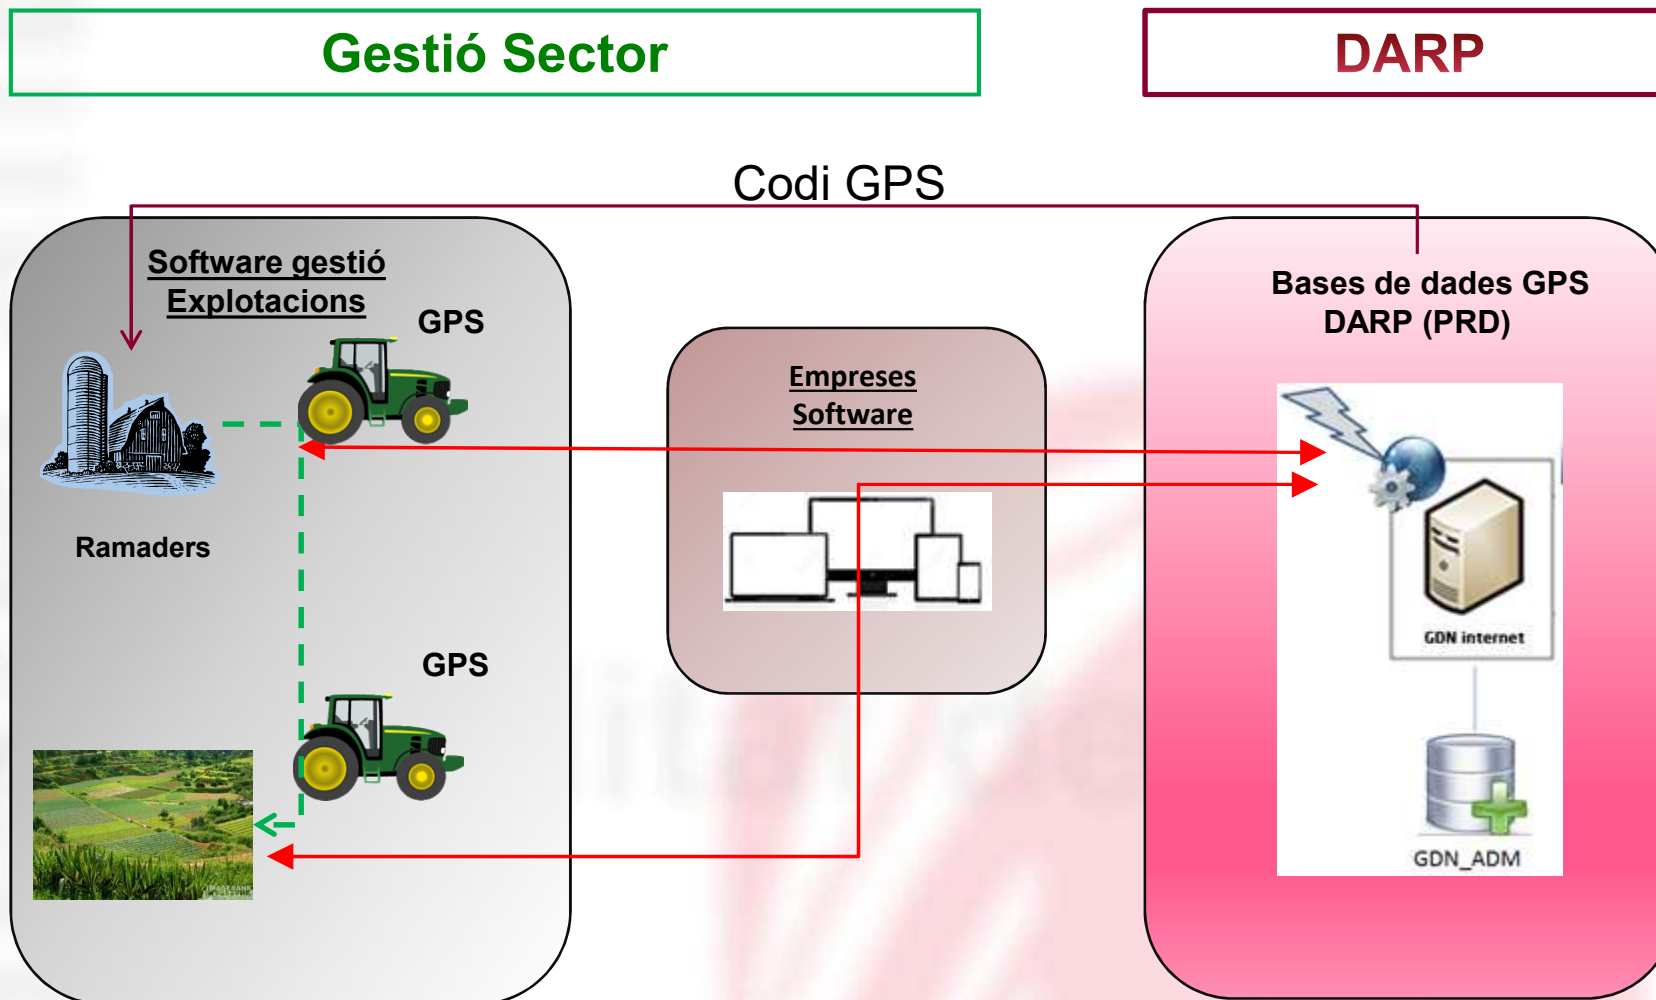 Gestió Sector
DARP
Codi GPS
Software gestió
Explotacions
GPS
Ramaders
GPS
Empreses
Software
Bases de dades GPS
DARP (PRD)
GDN internet
GDN_ADM